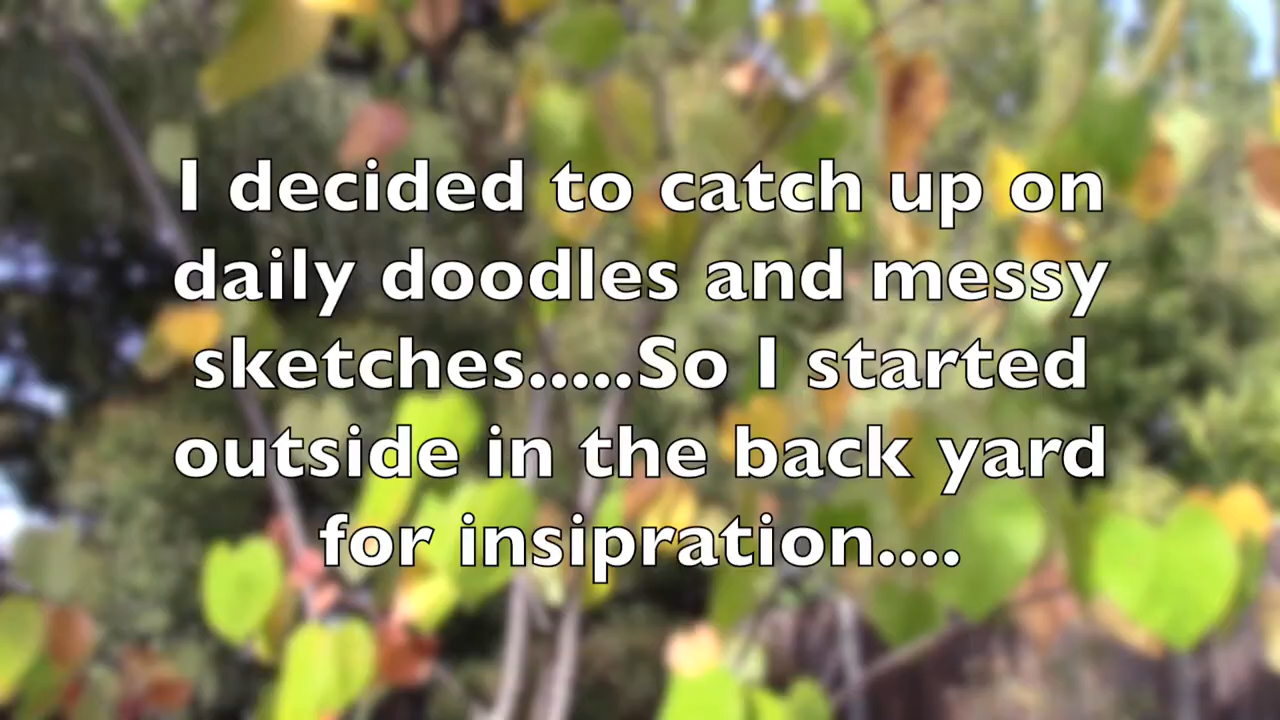 I decided to catch up on
daily doodles and messy
sketches.....So I started
outside in the back yard
for insipration....